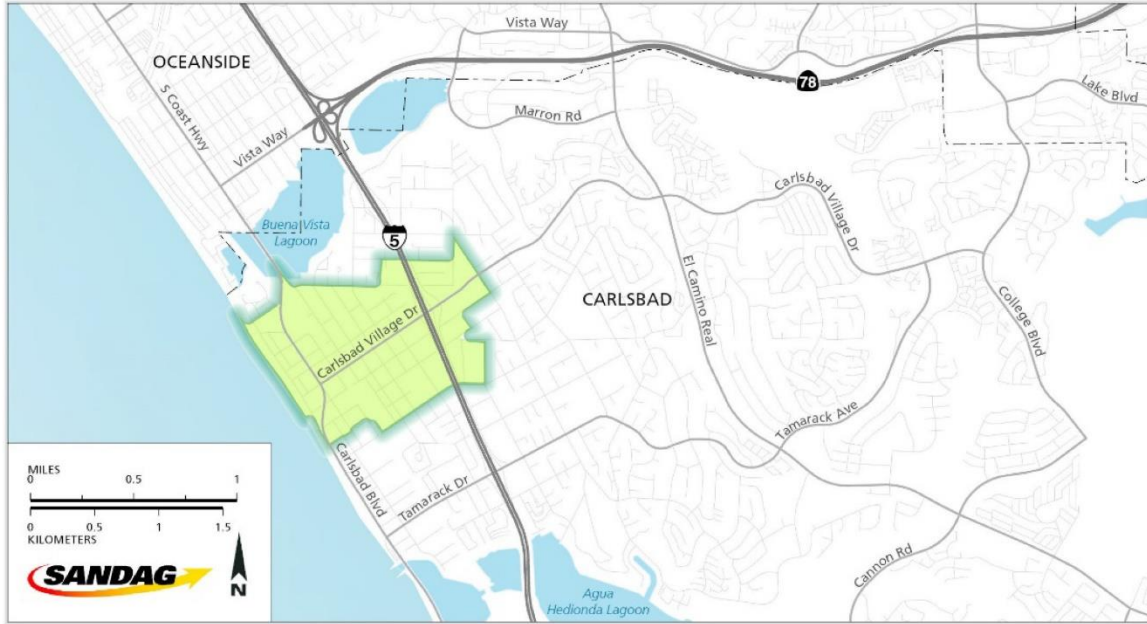 Vista Way
OCEANSIDE
78
Lake Blvd
S Coast Hwy
Marron Rd
Vista Way
Carlsbad Village Dr
Buena Vista
Lagoon
5
El Camino Real
CARLSBAD
College Blvd
Carlsbad Village Dr
Tamarack Ave
Carlsbad Blvd
Tamarack Dr
MILES
0 0.5 1
0 0.5 1 1.5
KILOMETERS
SANDAG
N
Cannon Rd
Agua
Hedionda Lagoon